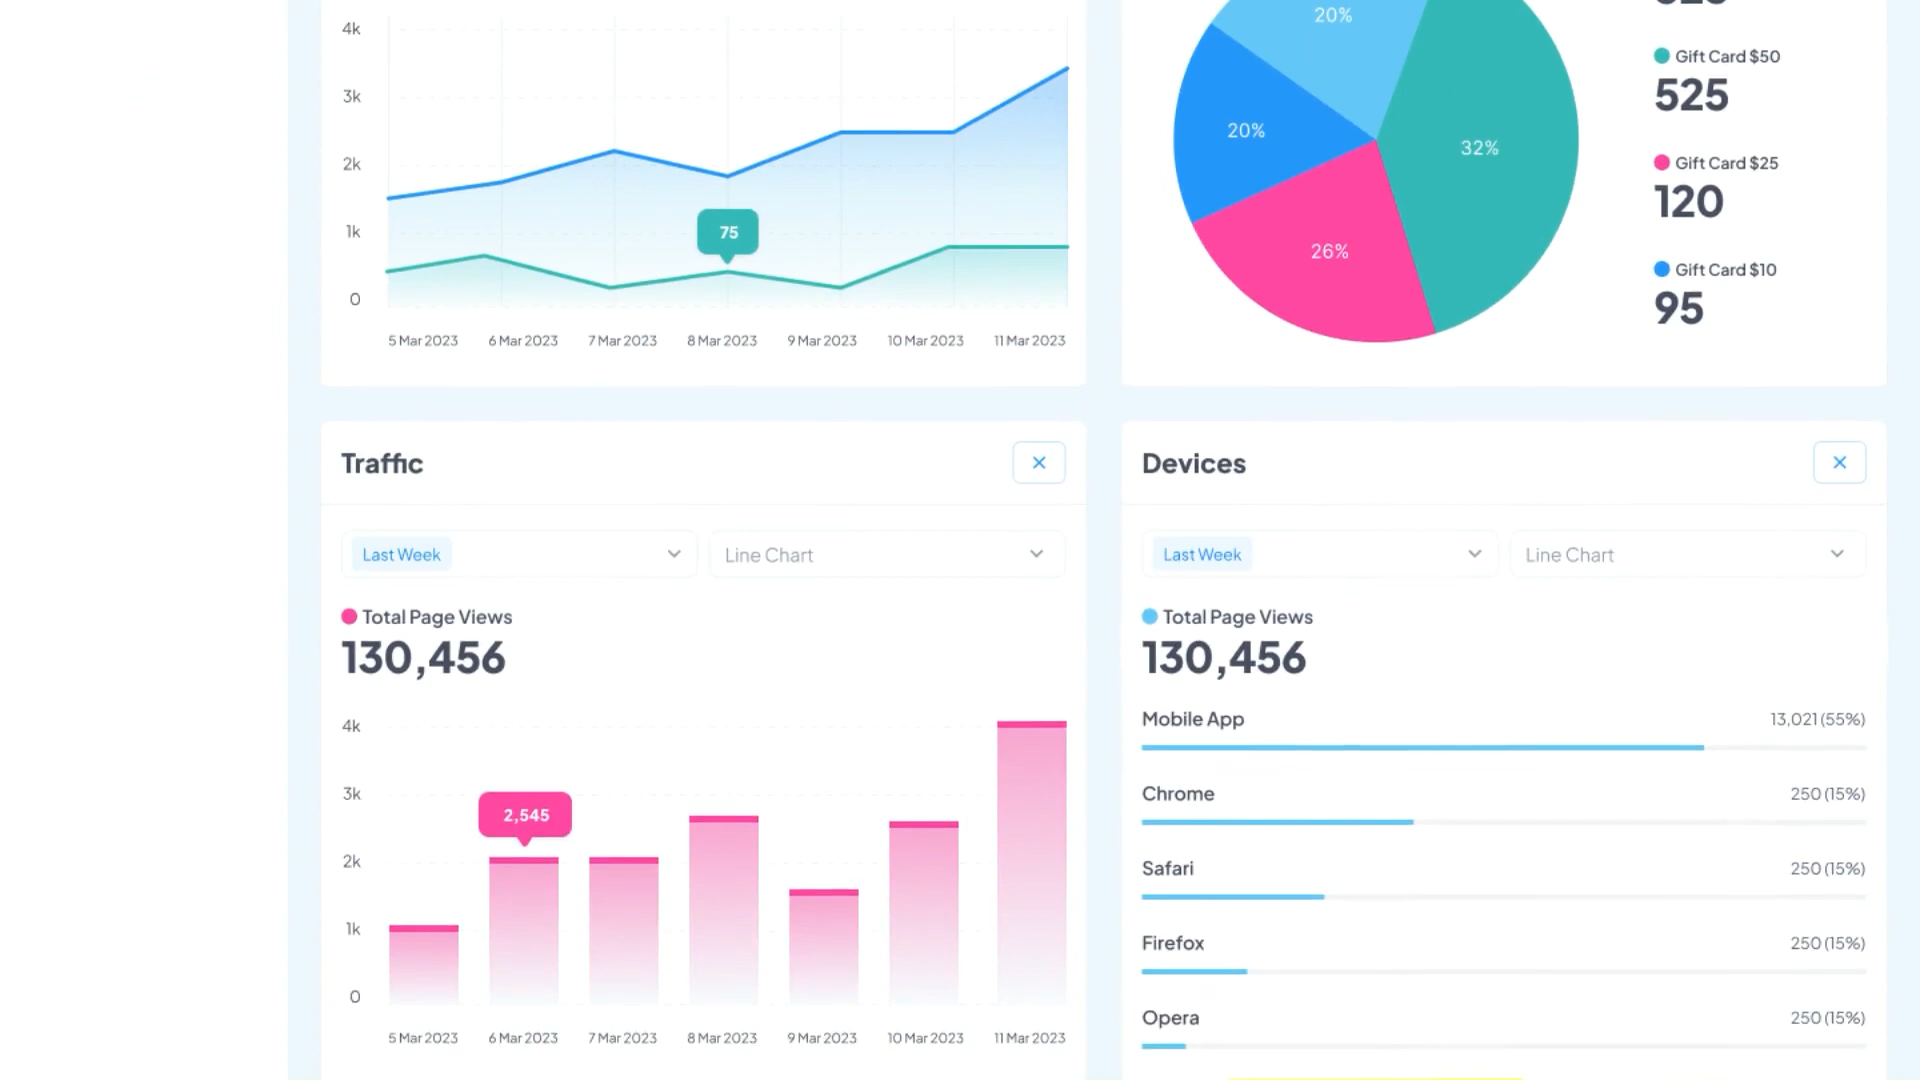 4k
3k
2k
1k
0
75
5 Mar 2023 6 Mar 2023 7 Mar 2023 8 Mar 2023 9 Mar 2023 10 Mar 2023 11 Mar 2023
20%
20%
32%
26%
Gift Card $50
525
Gift Card $25
120
Gift Card $10
95
Traffic
Last Week Line Chart
Total Page Views
130,456
4k
3k
2k
1k
0
2,545
5 Mar 2023 6 Mar 2023 7 Mar 2023 8 Mar 2023 9 Mar 2023 10 Mar 2023 11 Mar 2023
Devices
Last Week Line Chart
Total Page Views
130,456
Mobile App 13,021 (55%)
Chrome 250 (15%)
Safari 250 (15%)
Firefox 250 (15%)
Opera 250 (15%)